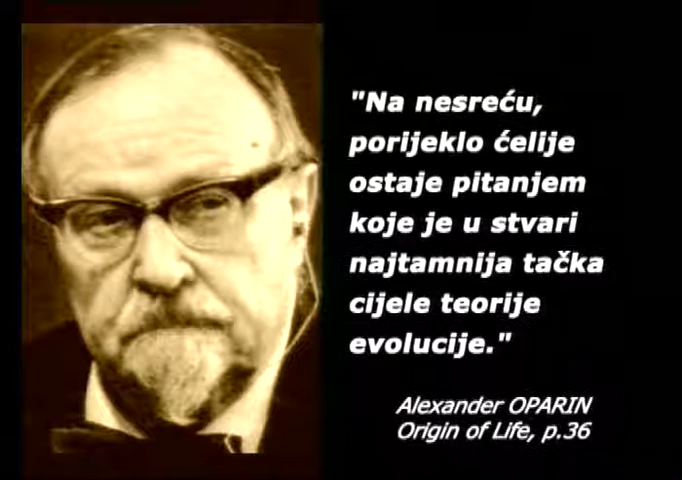 "Na nesreću,
porijeklo ćelije
ostaje pitanjem
koje je u stvari
najtamnija tačka
cijele teorije
evolucije."
Alexander OPARIN
Origin of Life, p.36